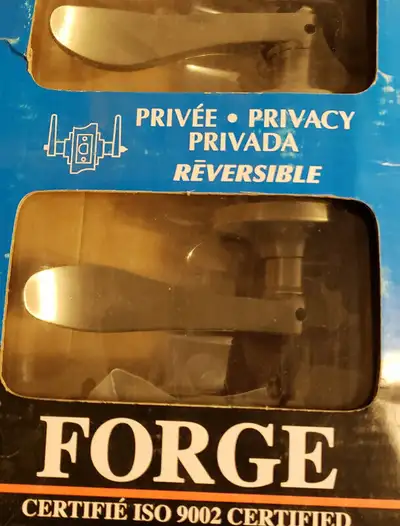 PRIVÉE • PRIVACY
PRIVADA
RĒVERSIBLE
FORGE
CERTIFIÉ ISO 9002 CERTIFIED